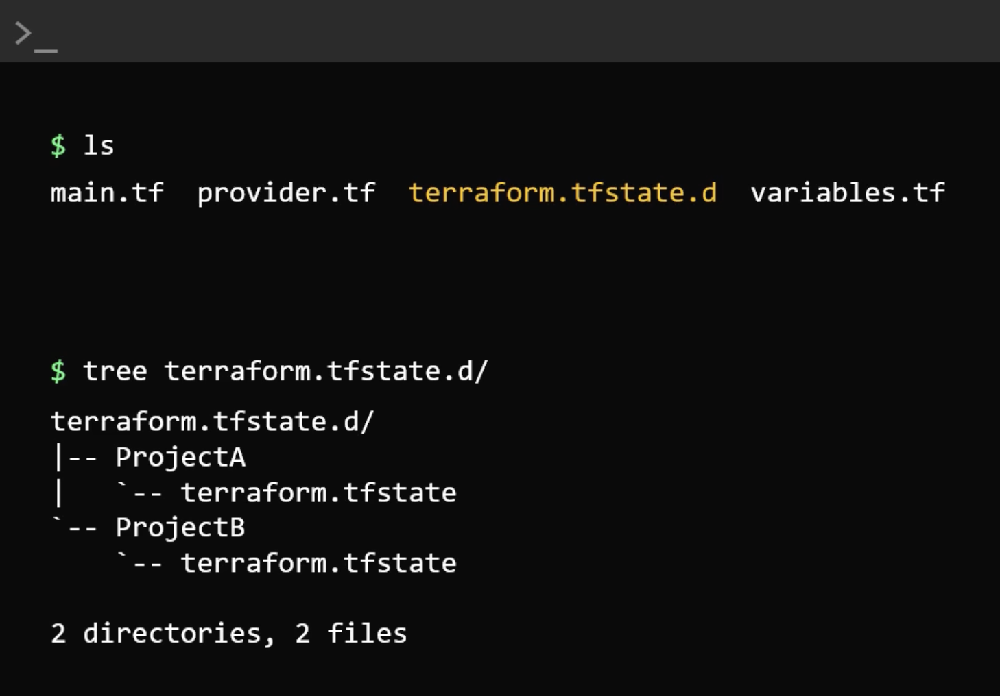 >_
$ ls
main.tf  provider.tf  terraform.tfstate.d  variables.tf
$ tree terraform.tfstate.d/
terraform.tfstate.d/
|-- ProjectA
|   `-- terraform.tfstate
`-- ProjectB
    `-- terraform.tfstate
2 directories, 2 files